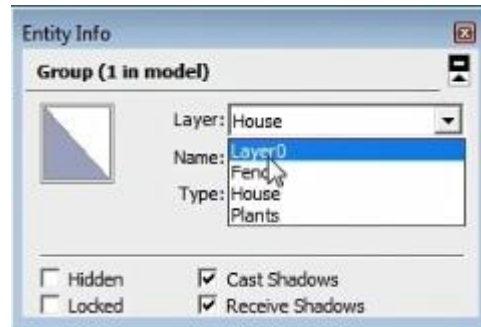 Entity Info
Group (1 in model)
Layer: House
Layer0
Name:
Fence
Type: House
Plants
Hidden Cast Shadows
Locked Receive Shadows